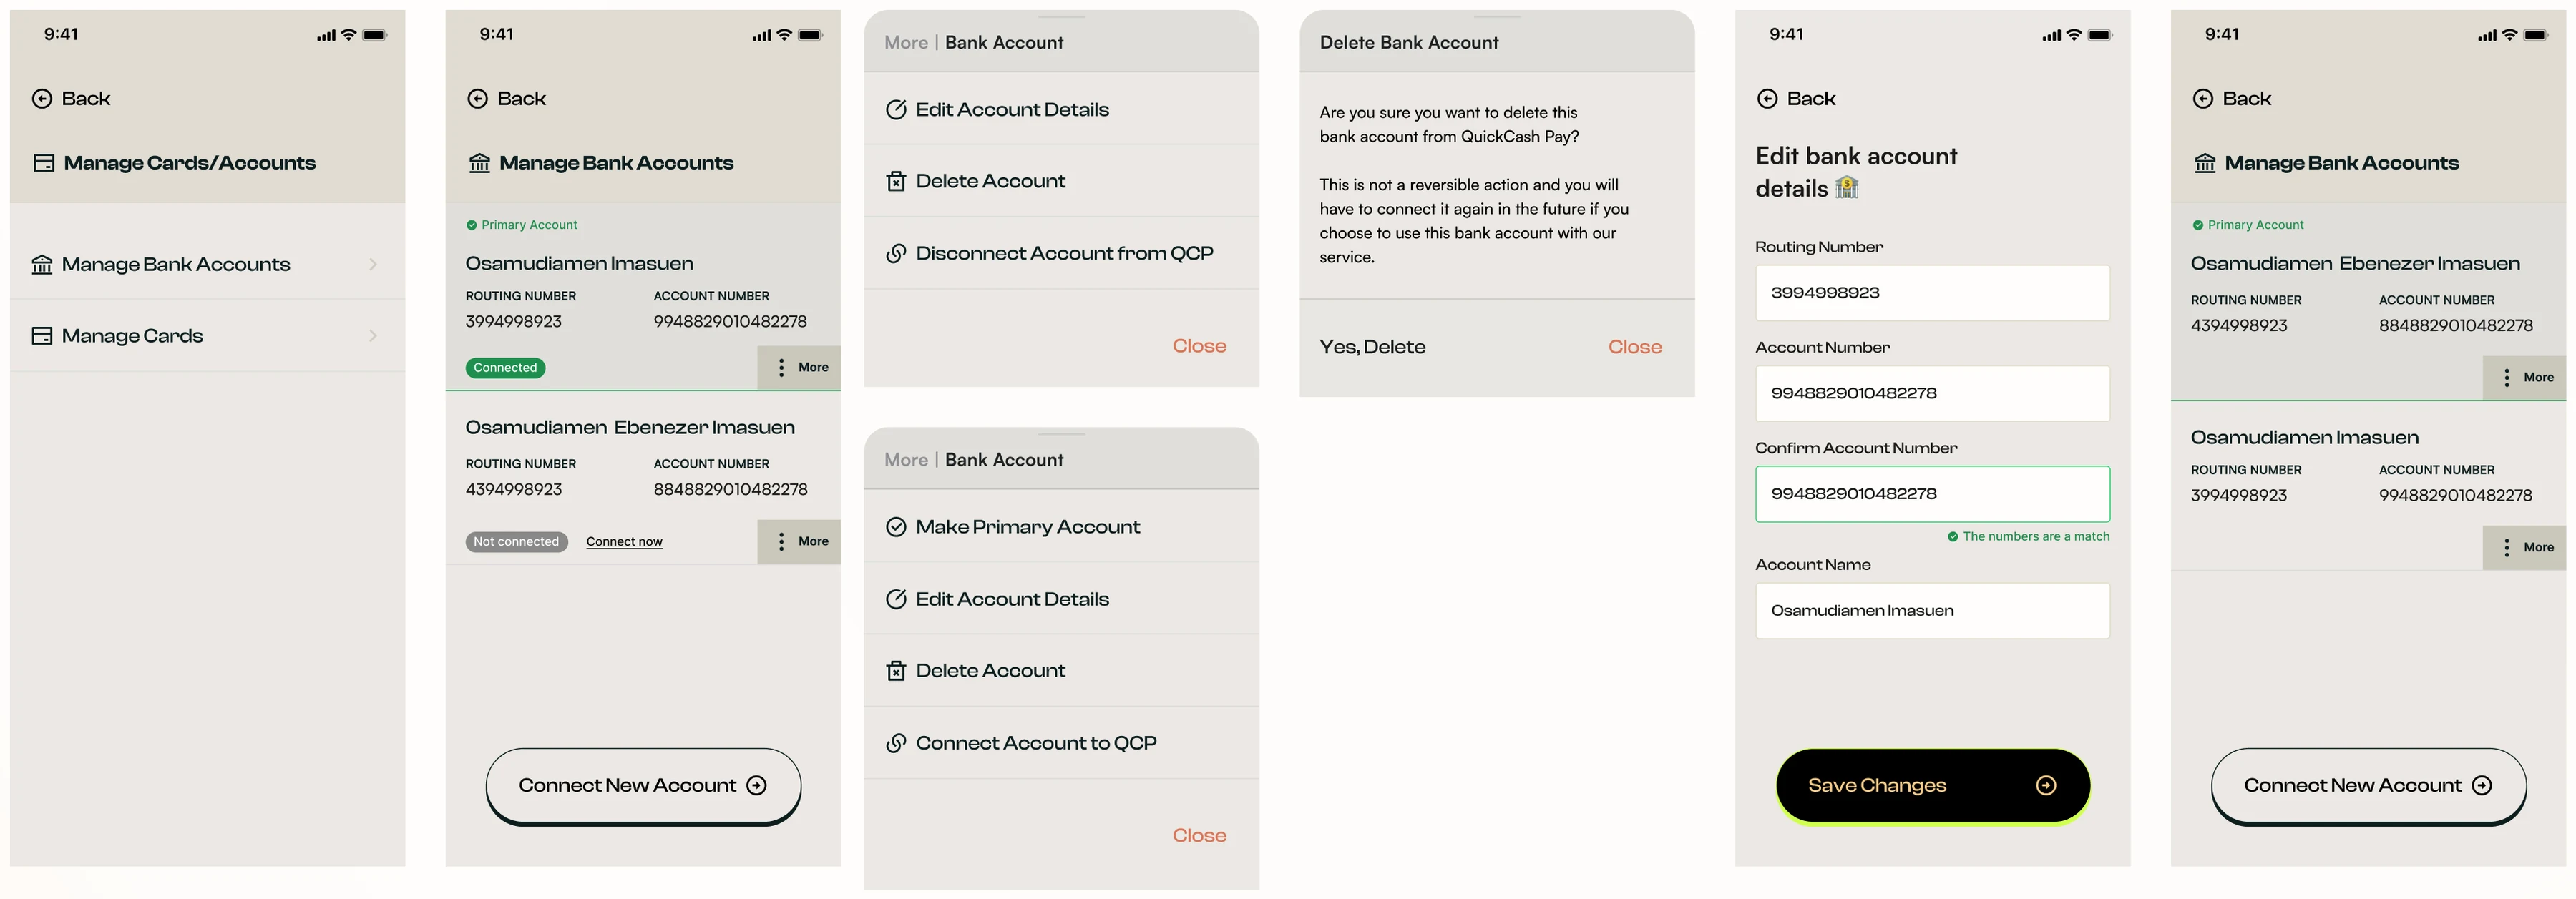 9:41
Back
Manage Cards/Accounts
Manage Bank Accounts
Manage Cards
9:41
Back
Manage Bank Accounts
Primary Account
Osamudiamen Imasuen
ROUTING NUMBER ACCOUNT NUMBER
3994998923 9948829010482278
Connected More
Osamudiamen Ebenezer Imasuen
ROUTING NUMBER ACCOUNT NUMBER
4394998923 8848829010482278
Not connected Connect now More
Connect New Account
More | Bank Account
Edit Account Details
Delete Account
Disconnect Account from QCP
Close
More | Bank Account
Make Primary Account
Edit Account Details
Delete Account
Connect Account to QCP
Close
Delete Bank Account
Are you sure you want to delete this
bank account from QuickCash Pay?
This is not a reversible action and you will
have to connect it again in the future if you
choose to use this bank account with our
service.
Yes, Delete Close
9:41
Back
Edit bank account
details
Routing Number
3994998923
Account Number
9948829010482278
Confirm Account Number
9948829010482278
The numbers are a match
Account Name
Osamudiamen Imasuen
Save Changes
9:41
Back
Manage Bank Accounts
Primary Account
Osamudiamen Ebenezer Imasuen
ROUTING NUMBER ACCOUNT NUMBER
4394998923 8848829010482278
More
Osamudiamen Imasuen
ROUTING NUMBER ACCOUNT NUMBER
3994998923 9948829010482278
More
Connect New Account